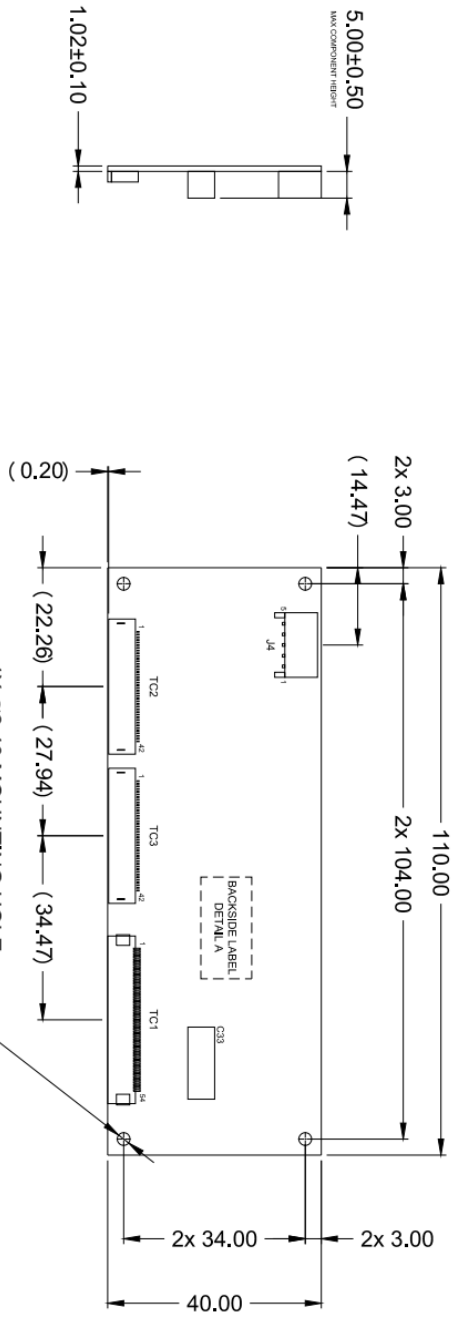 5.00±0.50
MAX COMPONENT HEIGHT
1.02±0.10
110.00
2x 104.00
2x 3.00
(14.47)
5
J4
1
BACKSIDE LABEL
DETAIL A
C33
1
TC2
42
1
TC3
42
1
TC1
54
(0.20)
(22.26)
(27.94)
(34.47)
MOUNTING HOLE
2x 34.00
2x 3.00
40.00